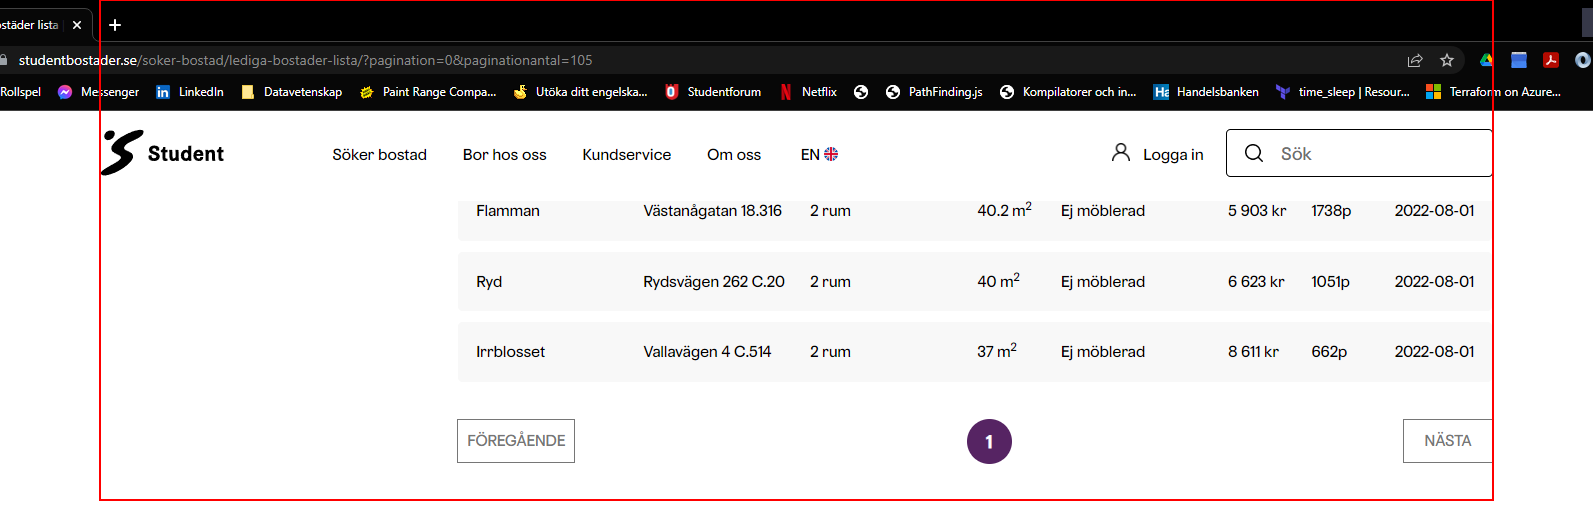 ostäder lista
studentbostader.se/soker-bostad/lediga-bostader-lista/?pagination=0&paginationantal=105
Rollspel Messenger LinkedIn Datavetenskap Paint Range Compa... Utöka ditt engelska... Studentforum Netflix PathFinding.js Kompilatorer och in... Handelsbanken time_sleep | Resour... Terraform on Azure...
Student Söker bostad Bor hos oss Kundservice Om oss EN Logga in Sök
Flamman Västanågatan 18.316 2 rum 40.2 m² Ej möblerad 5 903 kr 1738p 2022-08-01
Ryd Rydsvägen 262 C.20 2 rum 40 m² Ej möblerad 6 623 kr 1051p 2022-08-01
Irrblosset Vallavägen 4 C.514 2 rum 37 m² Ej möblerad 8 611 kr 662p 2022-08-01
FÖREGÅENDE 1 NÄSTA